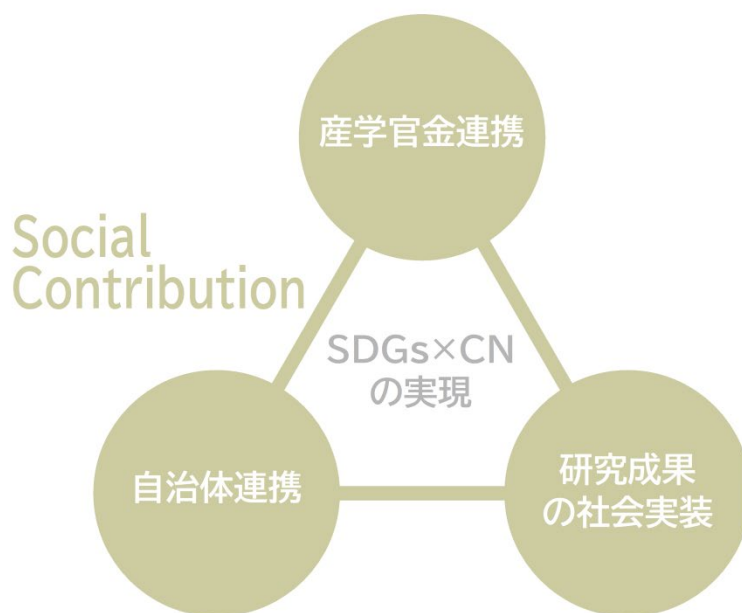 産学官金連携
Social
Contribution
SDGs×CN
の実現
自治体連携
研究成果
の社会実装